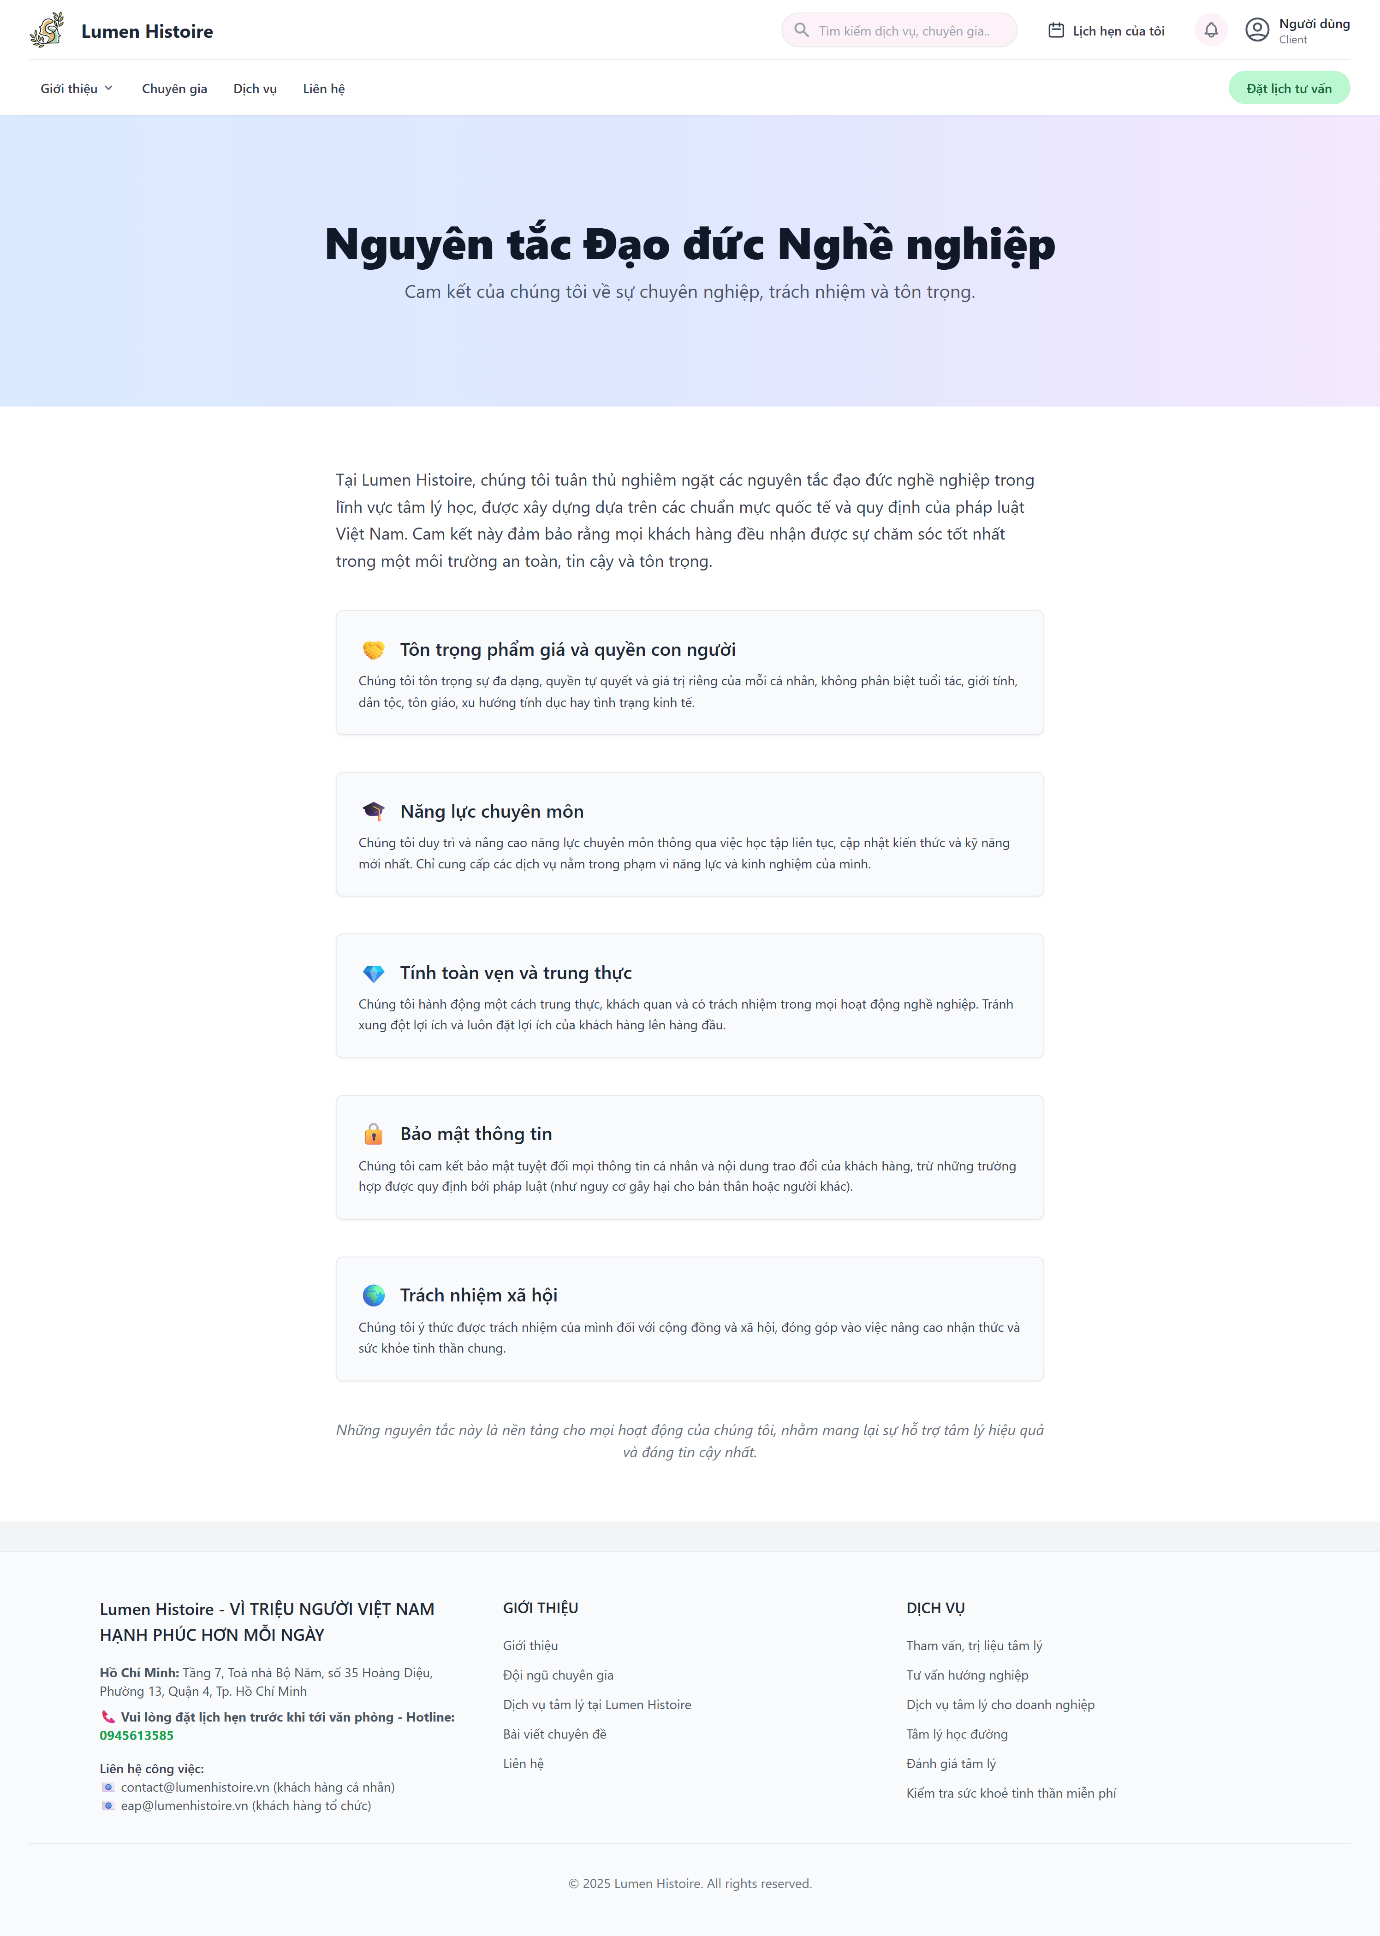 Lumen Histoire
Tìm kiếm dịch vụ, chuyên gia..
Lịch hẹn của tôi
Người dùng
Client
Giới thiệu
Chuyên gia
Dịch vụ
Liên hệ
Đặt lịch tư vấn
Nguyên tắc Đạo đức Nghề nghiệp
Cam kết của chúng tôi về sự chuyên nghiệp, trách nhiệm và tôn trọng.
Tại Lumen Histoire, chúng tôi tuân thủ nghiêm ngặt các nguyên tắc đạo đức nghề nghiệp trong
lĩnh vực tâm lý học, được xây dựng dựa trên các chuẩn mực quốc tế và quy định của pháp luật
Việt Nam. Cam kết này đảm bảo rằng mọi khách hàng đều nhận được sự chăm sóc tốt nhất
trong một môi trường an toàn, tin cậy và tôn trọng.
Tôn trọng phẩm giá và quyền con người
Chúng tôi tôn trọng sự đa dạng, quyền tự quyết và giá trị riêng của mỗi cá nhân, không phân biệt tuổi tác, giới tính,
dân tộc, tôn giáo, xu hướng tính dục hay tình trạng kinh tế.
Năng lực chuyên môn
Chúng tôi duy trì và nâng cao năng lực chuyên môn thông qua việc học tập liên tục, cập nhật kiến thức và kỹ năng
mới nhất. Chỉ cung cấp các dịch vụ nằm trong phạm vi năng lực và kinh nghiệm của mình.
Tính toàn vẹn và trung thực
Chúng tôi hành động một cách trung thực, khách quan và có trách nhiệm trong mọi hoạt động nghề nghiệp. Tránh
xung đột lợi ích và luôn đặt lợi ích của khách hàng lên hàng đầu.
Bảo mật thông tin
Chúng tôi cam kết bảo mật tuyệt đối mọi thông tin cá nhân và nội dung trao đổi của khách hàng, trừ những trường
hợp được quy định bởi pháp luật (như nguy cơ gây hại cho bản thân hoặc người khác).
Trách nhiệm xã hội
Chúng tôi ý thức được trách nhiệm của mình đối với cộng đồng và xã hội, đóng góp vào việc nâng cao nhận thức và
sức khỏe tinh thần chung.
Những nguyên tắc này là nền tảng cho mọi hoạt động của chúng tôi, nhằm mang lại sự hỗ trợ tâm lý hiệu quả
và đáng tin cậy nhất.
Lumen Histoire - VÌ TRIỆU NGƯỜI VIỆT NAM
HẠNH PHÚC HƠN MỖI NGÀY
Hồ Chí Minh: Tầng 7, Toà nhà Bộ Năm, số 35 Hoàng Diệu,
Phường 13, Quận 4, Tp. Hồ Chí Minh
Vui lòng đặt lịch hẹn trước khi tới văn phòng - Hotline:
0945613585
Liên hệ công việc:
contact@lumenhistoire.vn (khách hàng cá nhân)
eap@lumenhistoire.vn (khách hàng tổ chức)
GIỚI THIỆU
Giới thiệu
Đội ngũ chuyên gia
Dịch vụ tâm lý tại Lumen Histoire
Bài viết chuyên đề
Liên hệ
DỊCH VỤ
Tham vấn, trị liệu tâm lý
Tư vấn hướng nghiệp
Dịch vụ tâm lý cho doanh nghiệp
Tâm lý học đường
Đánh giá tâm lý
Kiểm tra sức khoẻ tinh thần miễn phí
© 2025 Lumen Histoire. All rights reserved.